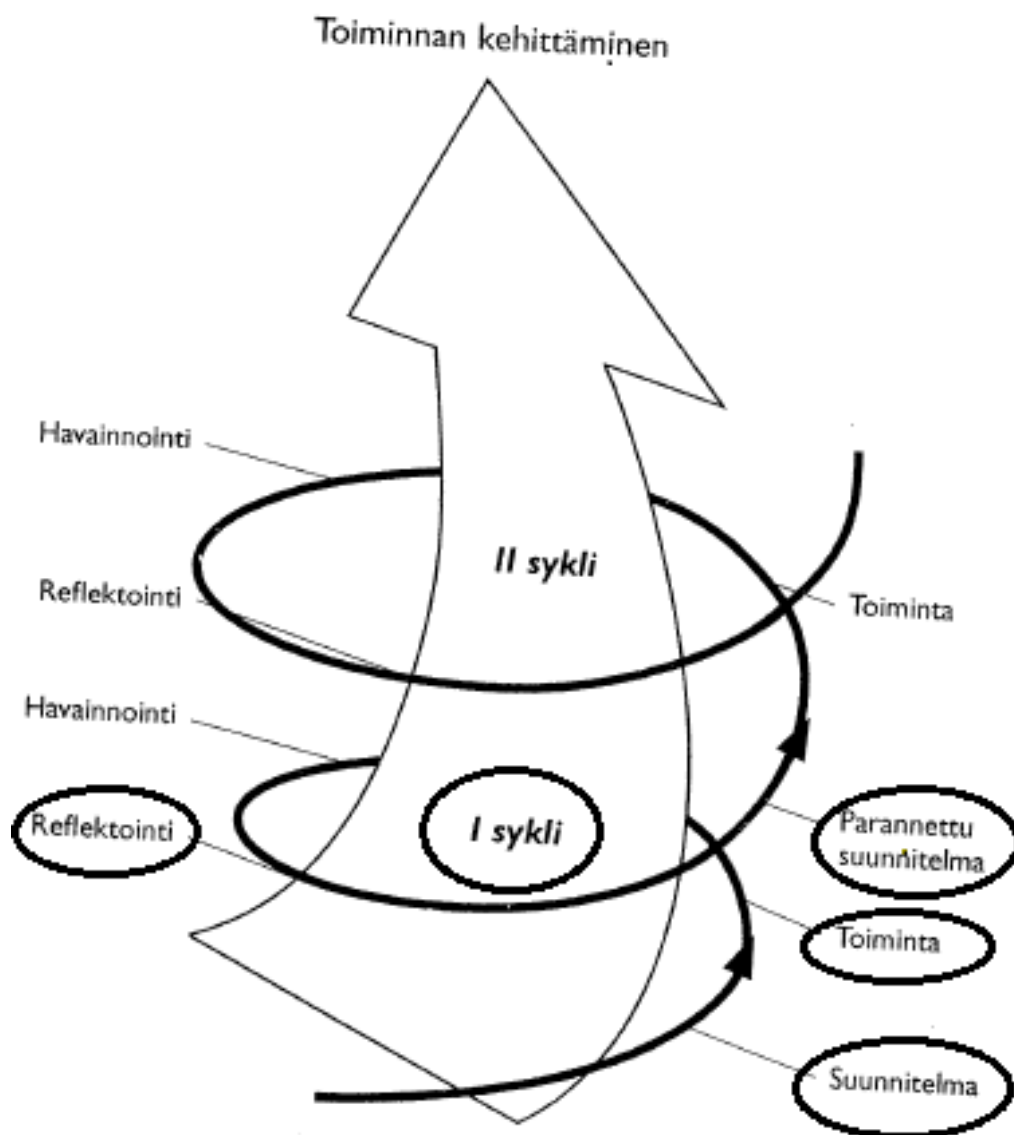 Toiminnan kehittäminen
Havainnointi
II sykli
Reflektointi
Toiminta
Havainnointi
Reflektointi
I sykli
Parannettu
suunnitelma
Toiminta
Suunnitelma